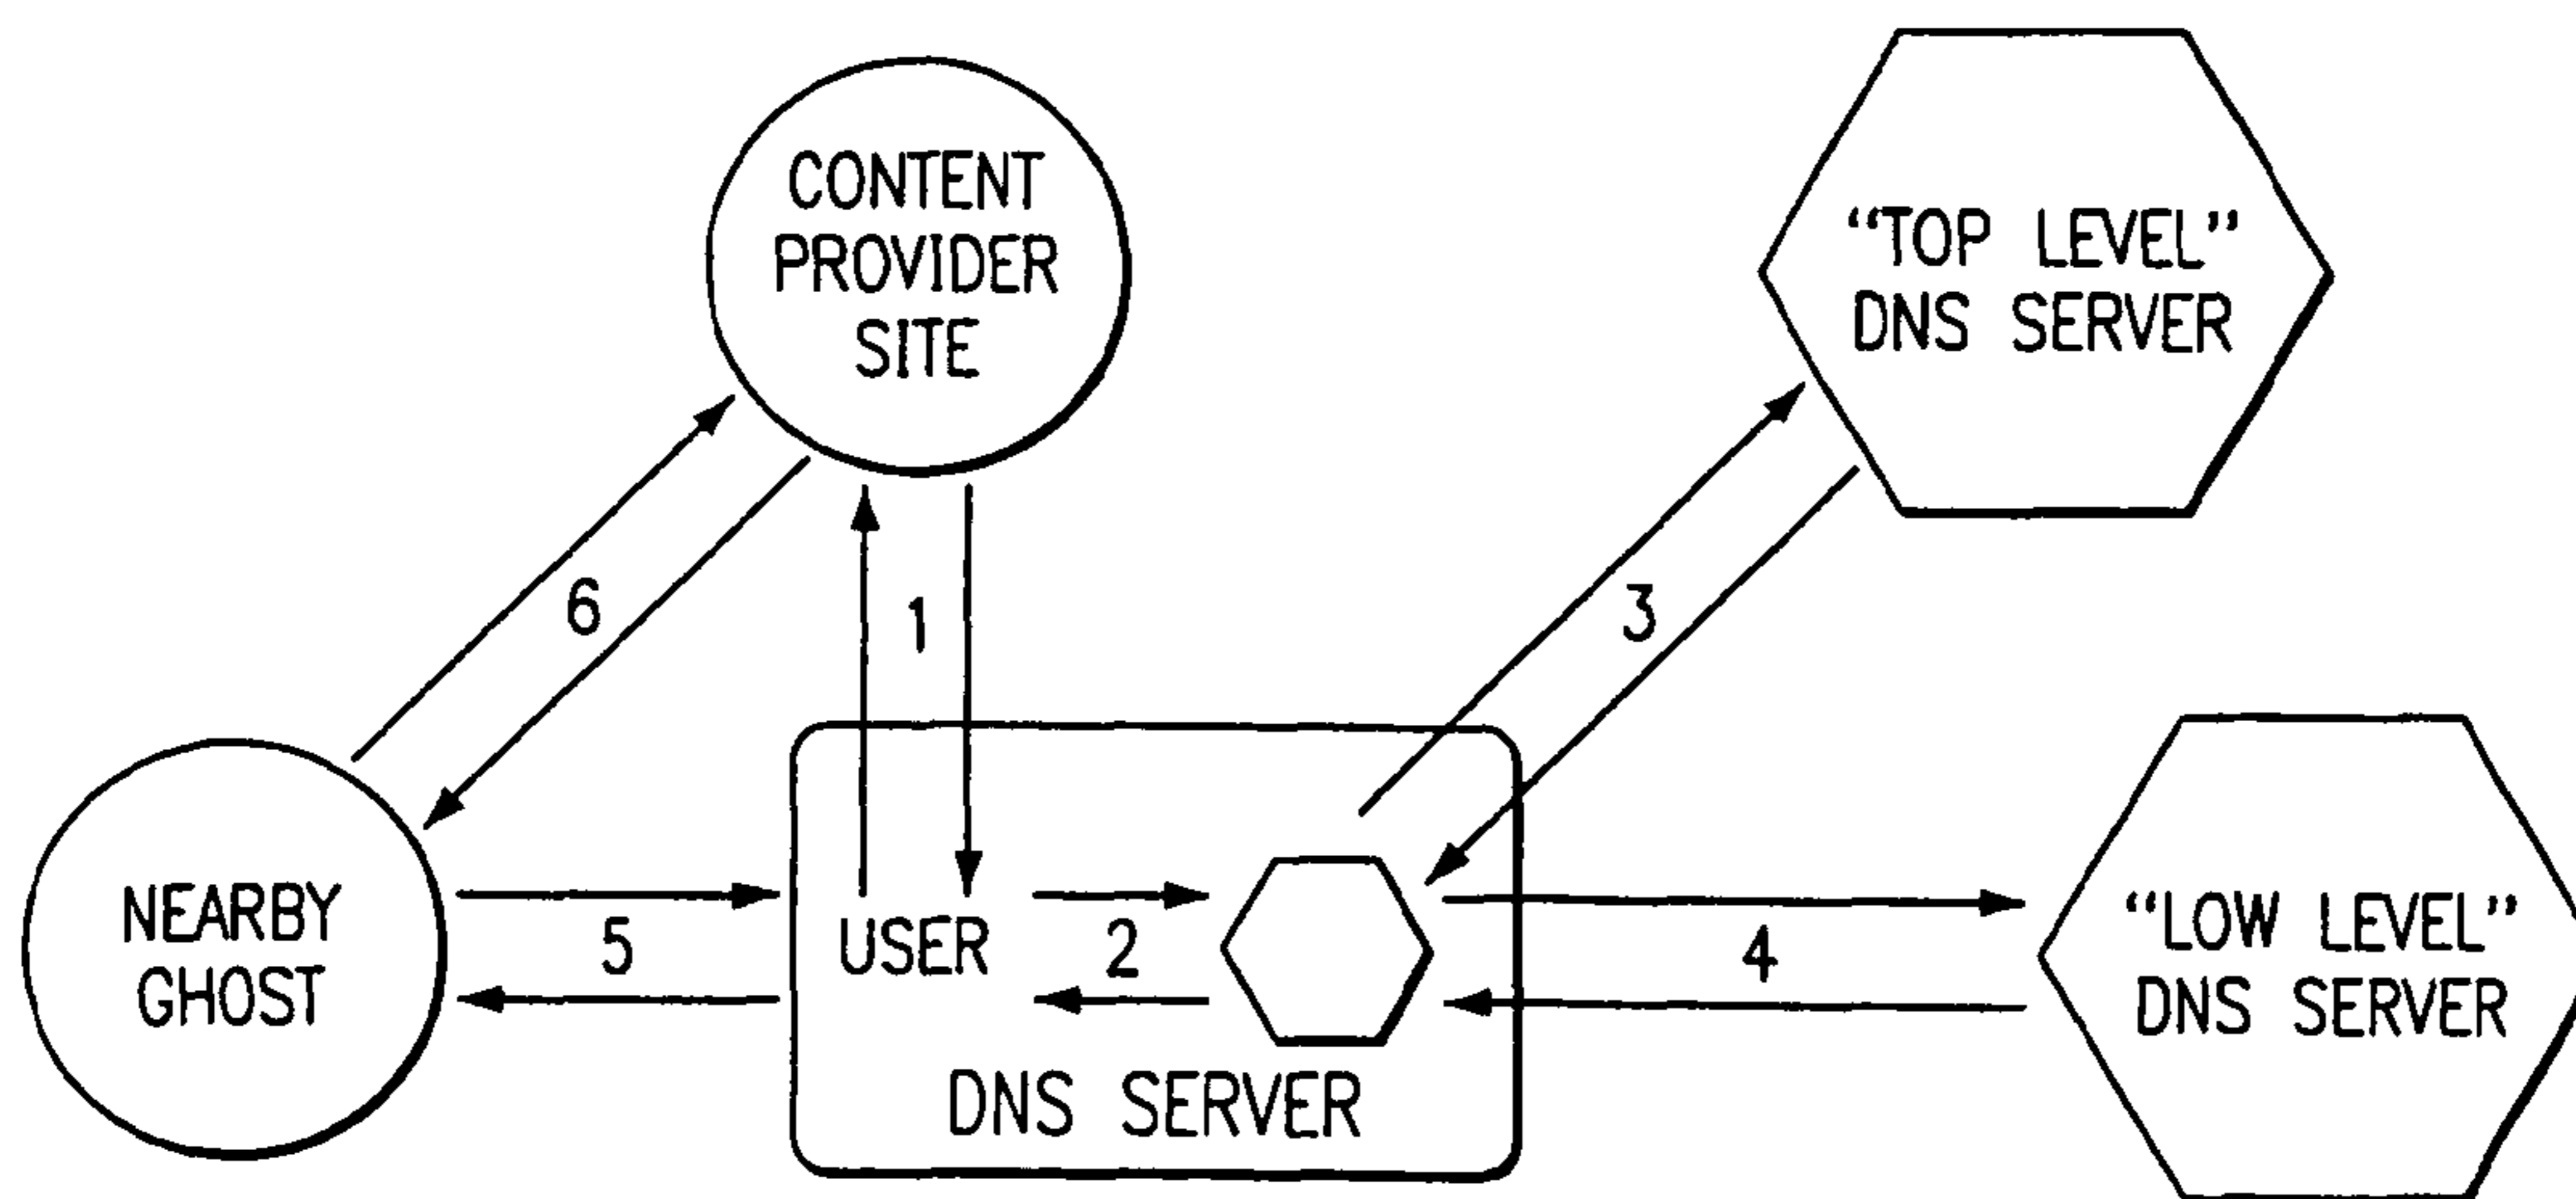 CONTENT
PROVIDER
SITE
“TOP LEVEL”
DNS SERVER
6
1
3
NEARBY
GHOST
5
USER
2
4
“LOW LEVEL”
DNS SERVER
DNS SERVER